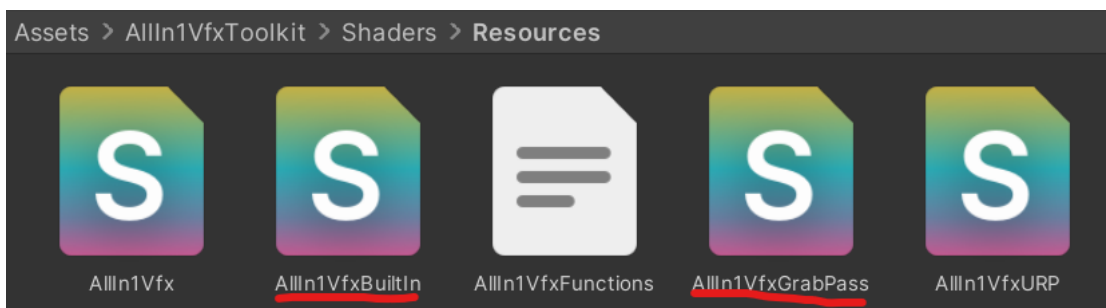 Assets > AllIn1VfxToolkit > Shaders > Resources
S S S S
AllIn1Vfx AllIn1VfxBuiltIn AllIn1VfxFunctions AllIn1VfxGrabPass AllIn1VfxURP